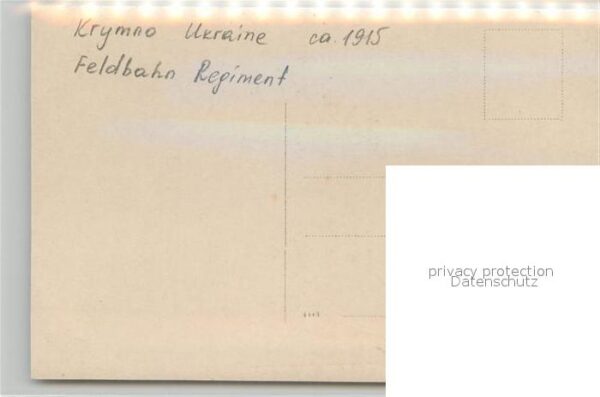 Krymno Ukraine ca. 1915
Feldbahn Regiment
privacy protection
Datenschutz